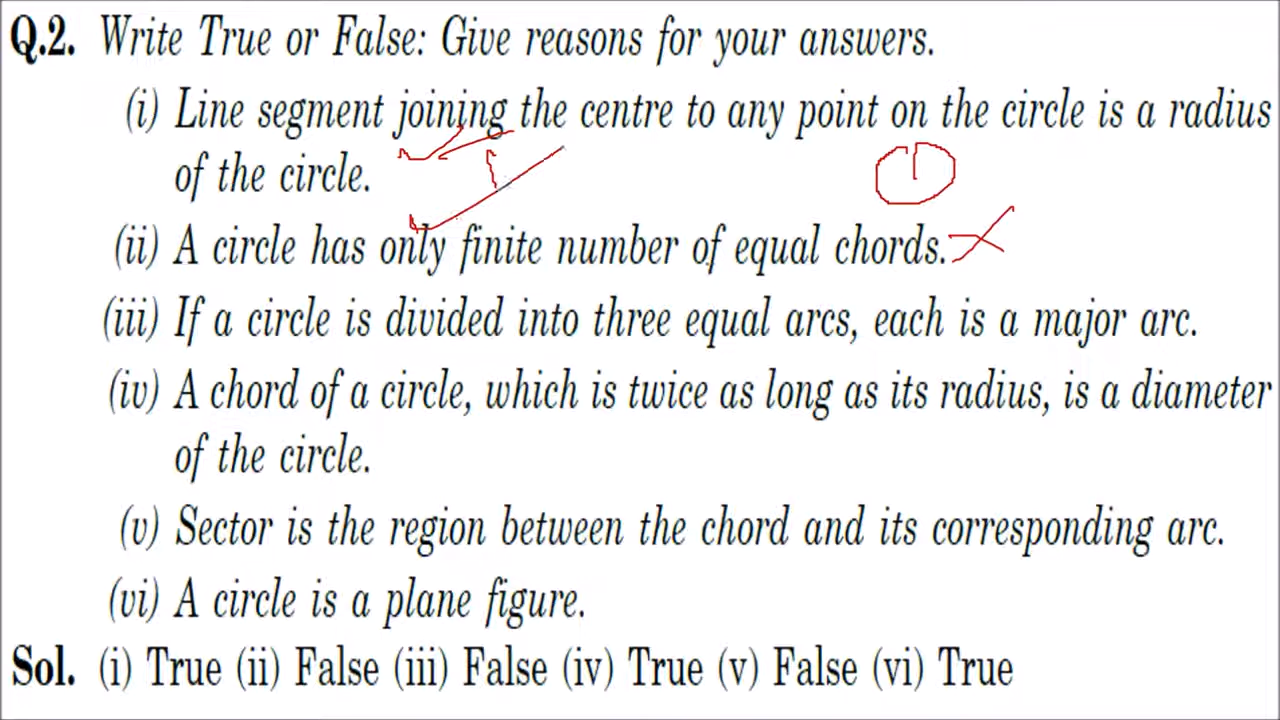 Q.2. Write True or False: Give reasons for your answers.
(i) Line segment joining the centre to any point on the circle is a radius
of the circle.
(ii) A circle has only finite number of equal chords.
(iii) If a circle is divided into three equal arcs, each is a major arc.
(iv) A chord of a circle, which is twice as long as its radius, is a diameter
of the circle.
(v) Sector is the region between the chord and its corresponding arc.
(vi) A circle is a plane figure.
Sol. (i) True (ii) False (iii) False (iv) True (v) False (vi) True